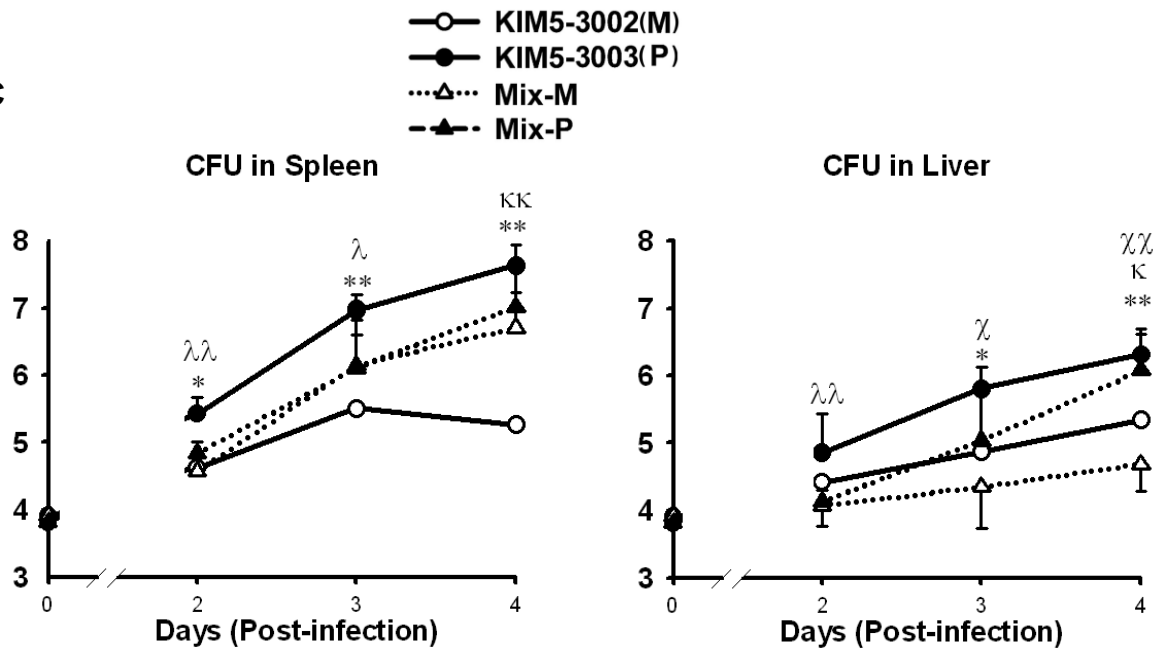 KIM5-3002(M)
KIM5-3003(P)
Mix-M
Mix-P
CFU in Spleen
κκ
**
λ
**
λλ
*
8
7
6
5
4
3
0
2
3
4
Days (Post-infection)
CFU in Liver
χχ
κ
**
χ
*
λλ
8
7
6
5
4
3
0
2
3
4
Days (Post-infection)